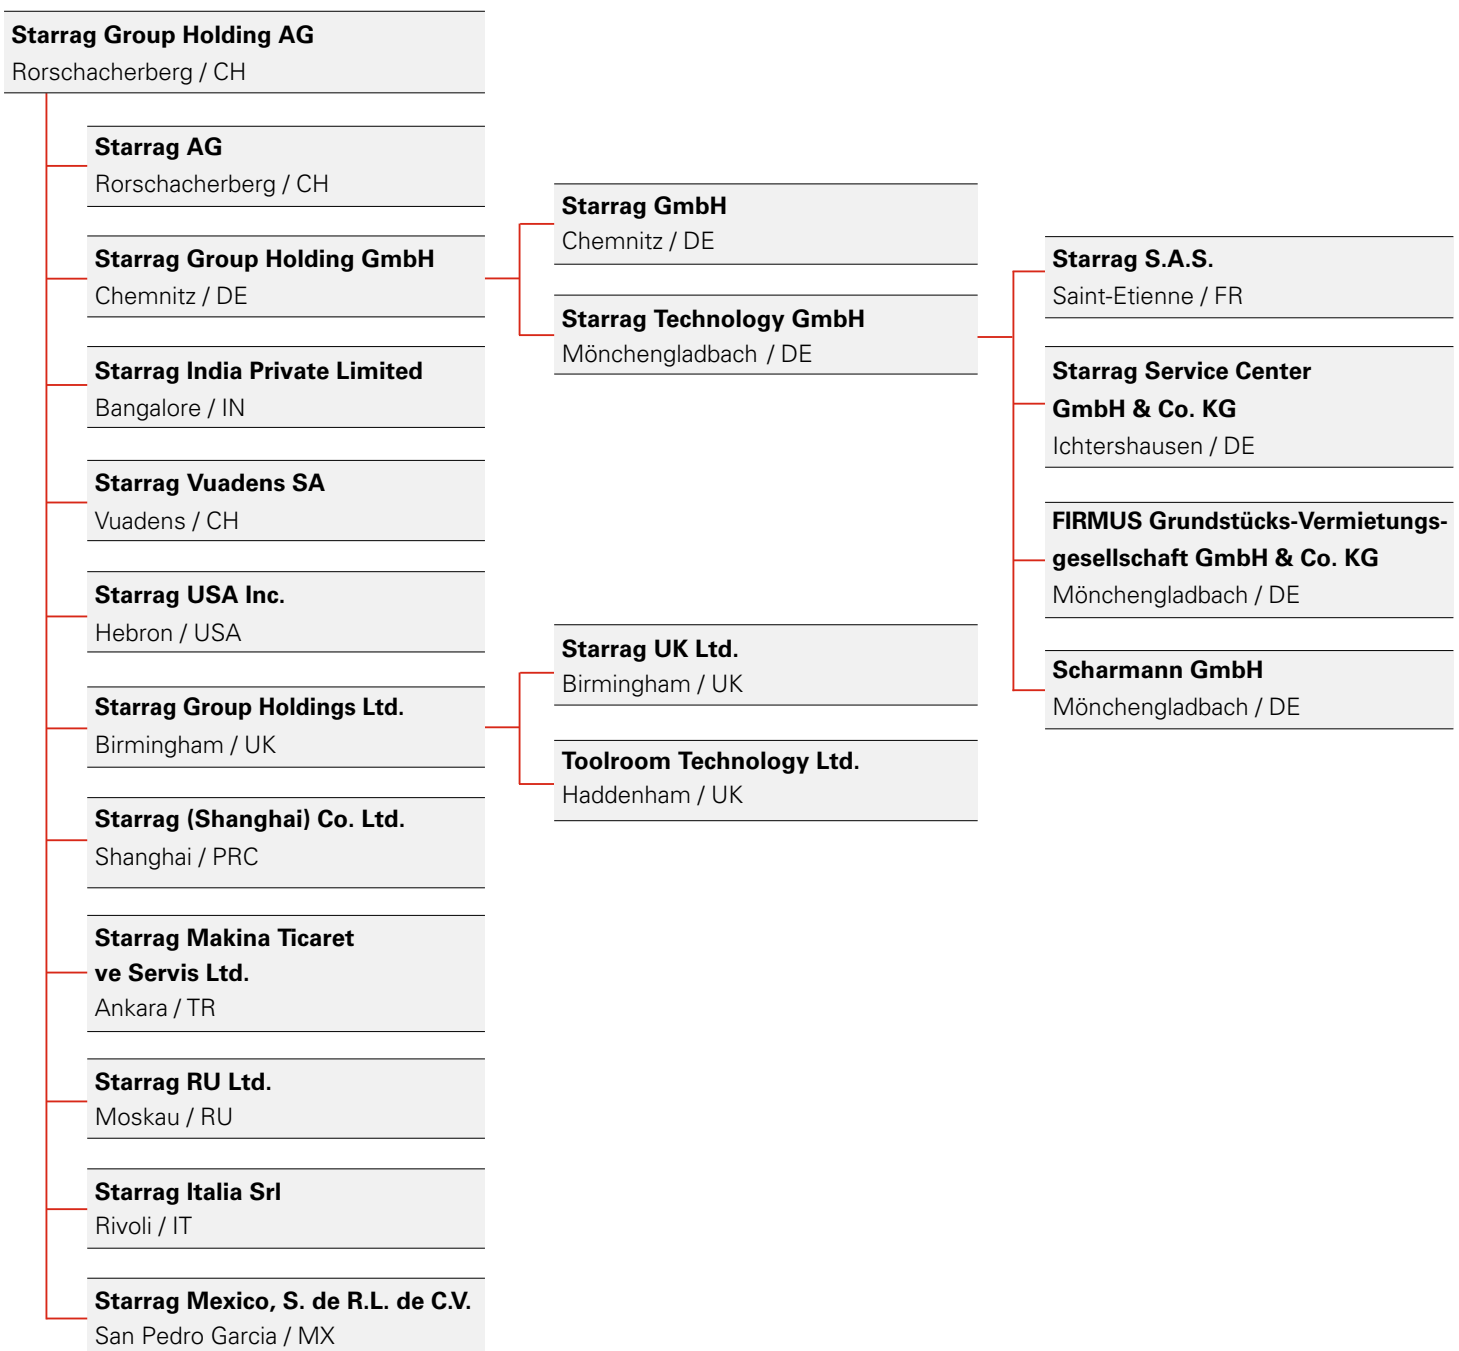 Starrag Group Holding AG
Rorschacherberg / CH
Starrag AG
Rorschacherberg / CH
Starrag Group Holding GmbH
Chemnitz / DE
Starrag India Private Limited
Bangalore / IN
Starrag Vuadens SA
Vuadens / CH
Starrag USA Inc.
Hebron / USA
Starrag Group Holdings Ltd.
Birmingham / UK
Starrag (Shanghai) Co. Ltd.
Shanghai / PRC
Starrag Makina Ticaret
ve Servis Ltd.
Ankara / TR
Starrag RU Ltd.
Moskau / RU
Starrag Italia Srl
Rivoli / IT
Starrag Mexico, S. de R.L. de C.V.
San Pedro Garcia / MX
Starrag GmbH
Chemnitz / DE
Starrag Technology GmbH
Mönchengladbach / DE
Starrag UK Ltd.
Birmingham / UK
Toolroom Technology Ltd.
Haddenham / UK
Starrag S.A.S.
Saint-Etienne / FR
Starrag Service Center
GmbH & Co. KG
Ichtershausen / DE
FIRMUS Grundstücks-Vermietungs-
gesellschaft GmbH & Co. KG
Mönchengladbach / DE
Scharmann GmbH
Mönchengladbach / DE